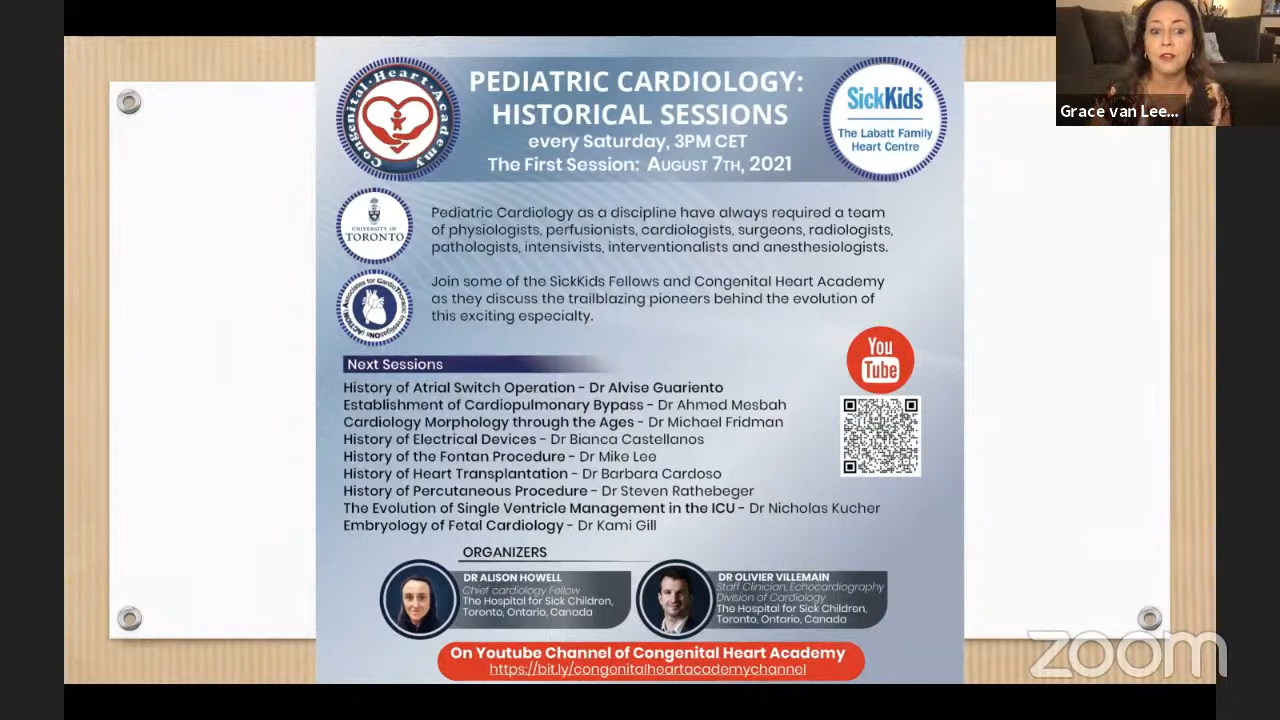 Congenital·Heart·Academy
PEDIATRIC CARDIOLOGY:
HISTORICAL SESSIONS
every Saturday, 3PM CET
The First Session: AUGUST 7TH, 2021
SickKids®
The Labatt Family
Heart Centre
Grace van Lee...
UNIVERSITY OF
TORONTO
Pediatric Cardiology as a discipline have always required a team
of physiologists, perfusionists, cardiologists, surgeons, radiologists,
pathologists, intensivists, interventionalists and anesthesiologists.
Join some of the SickKids Fellows and Congenital Heart Academy
as they discuss the trailblazing pioneers behind the evolution of
this exciting especialty.
You
Tube
Next Sessions
History of Atrial Switch Operation - Dr Alvise Guariento
Establishment of Cardiopulmonary Bypass - Dr Ahmed Mesbah
Cardiology Morphology through the Ages - Dr Michael Fridman
History of Electrical Devices - Dr Bianca Castellanos
History of the Fontan Procedure - Dr Mike Lee
History of Heart Transplantation - Dr Barbara Cardoso
History of Percutaneous Procedure - Dr Steven Rathebeger
The Evolution of Single Ventricle Management in the ICU - Dr Nicholas Kucher
Embryology of Fetal Cardiology - Dr Kami Gill
ORGANIZERS
DR ALISON HOWELL
Chief cardiology Fellow
The Hospital for Sick Children,
Toronto, Ontario, Canada
DR OLIVIER VILLEMAIN
Staff Clinician, Echocardiography
Division of Cardiology
The Hospital for Sick Children,
Toronto, Ontario, Canada
On Youtube Channel of Congenital Heart Academy
https://bit.ly/congenitalheartacademychannel
zoom